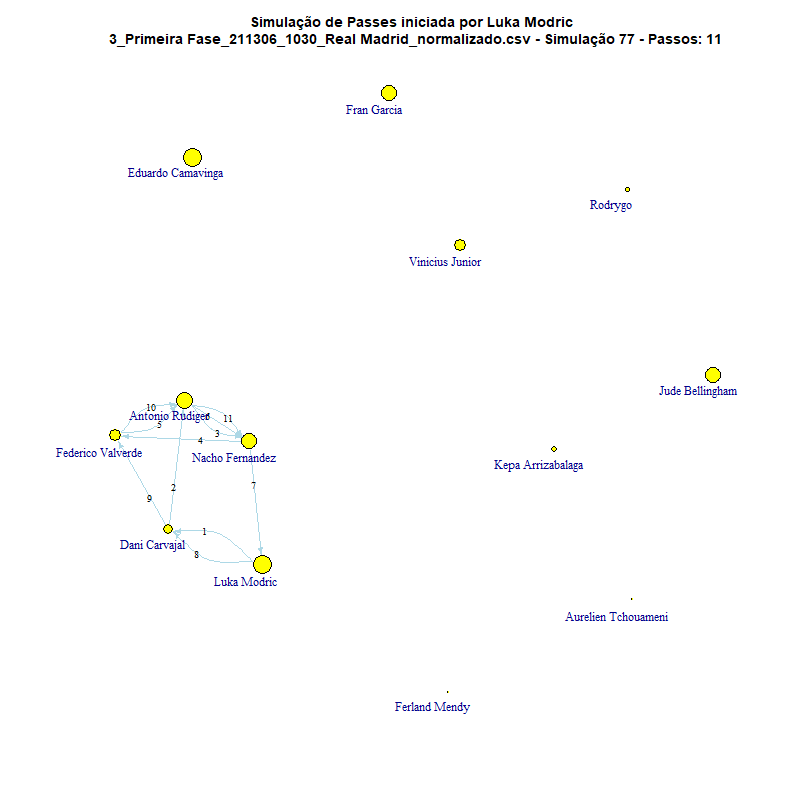 Simulação de Passes iniciada por Luka Modric
3_Primeira Fase_211306_1030_Real Madrid_normalizado.csv - Simulação 77 - Passos: 11
Fran Garcia
Eduardo Camavinga
Rodrygo
Vinicius Junior
Jude Bellingham
10
Antonio Rudiger
6
11
5
3
4
Federico Valverde
Nacho Fernandez
Kepa Arrizabalaga
2
7
9
1
Dani Carvajal
8
Luka Modric
Aurelien Tchouameni
Ferland Mendy